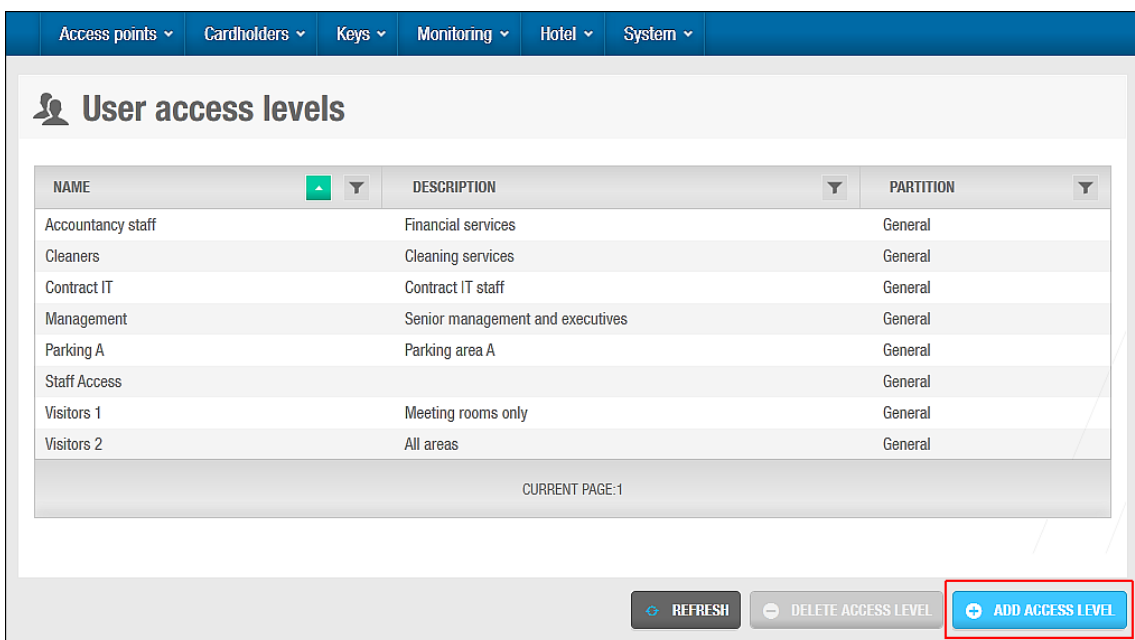 Access points Cardholders Keys Monitoring Hotel System
User access levels
NAME DESCRIPTION PARTITION
Accountancy staff Financial services General
Cleaners Cleaning services General
Contract IT Contract IT staff General
Management Senior management and executives General
Parking A Parking area A General
Staff Access General
Visitors 1 Meeting rooms only General
Visitors 2 All areas General
CURRENT PAGE:1
REFRESH DELETE ACCESS LEVEL ADD ACCESS LEVEL